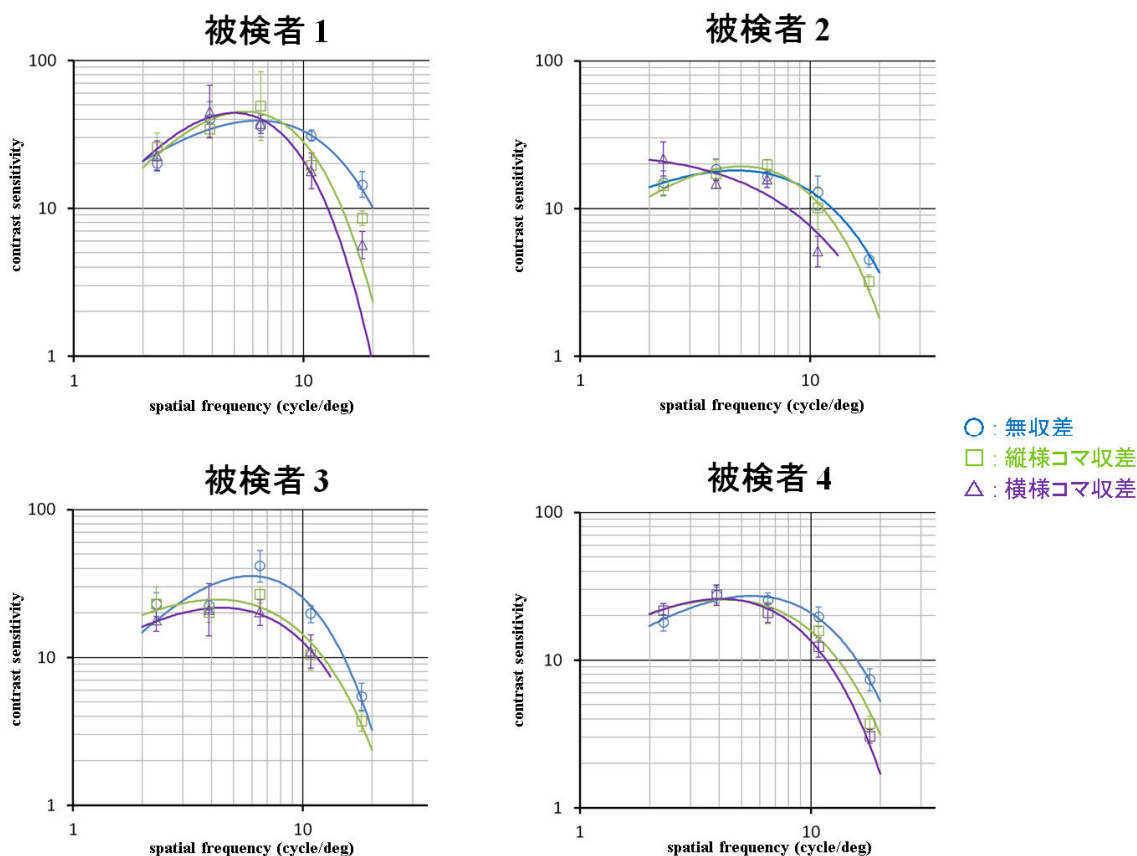 被検者 1
100
10
1
1
10
contrast sensitivity
spatial frequency (cycle/deg)
被検者 2
100
10
1
1
10
contrast sensitivity
spatial frequency (cycle/deg)
○ : 無収差
□ : 縦様コマ収差
△ : 横様コマ収差
被検者 3
100
10
1
1
10
contrast sensitivity
spatial frequency (cycle/deg)
被検者 4
100
10
1
1
10
contrast sensitivity
spatial frequency (cycle/deg)